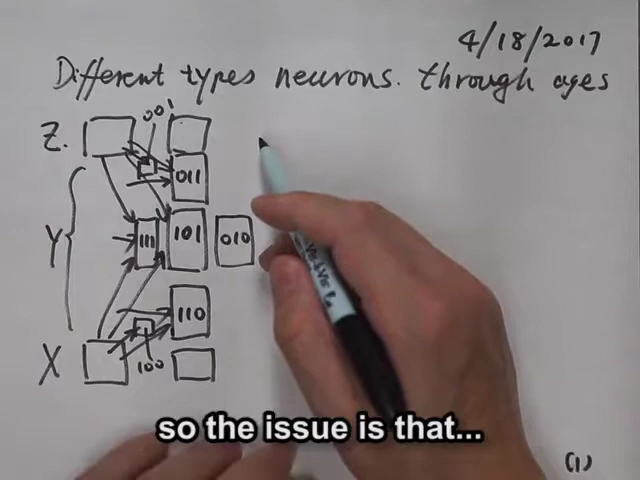 4/18/2017
Different types neurons. through ages
Z.
001
011
Y
111
101
010
110
X
100
so the issue is that...
(1)